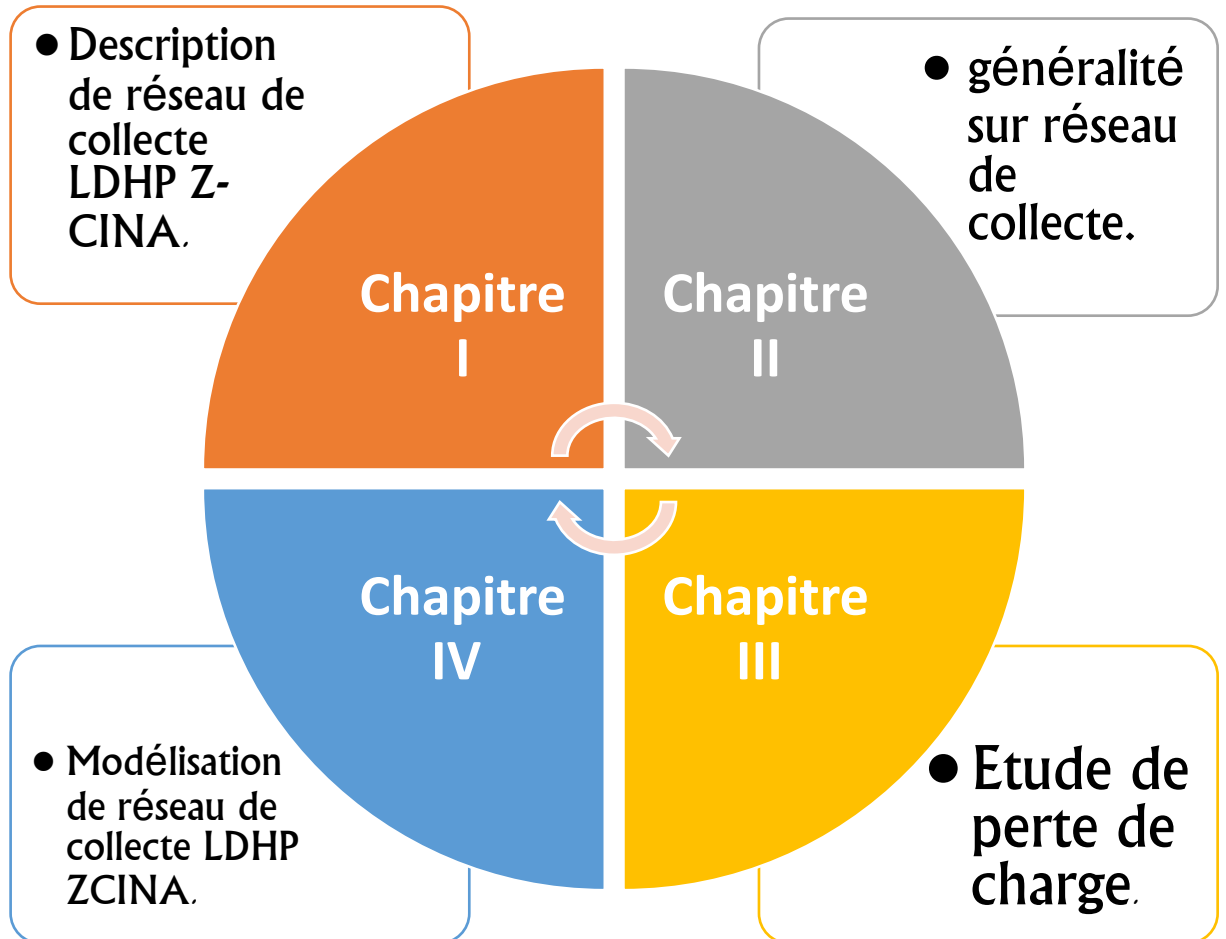 ● Description
de réseau de
collecte
LDHP Z-
CINA.
Chapitre
I
● généralité
sur réseau
de
collecte.
Chapitre
II
● Etude de
perte de
charge.
Chapitre
III
● Modélisation
de réseau de
collecte LDHP
ZCINA.
Chapitre
IV